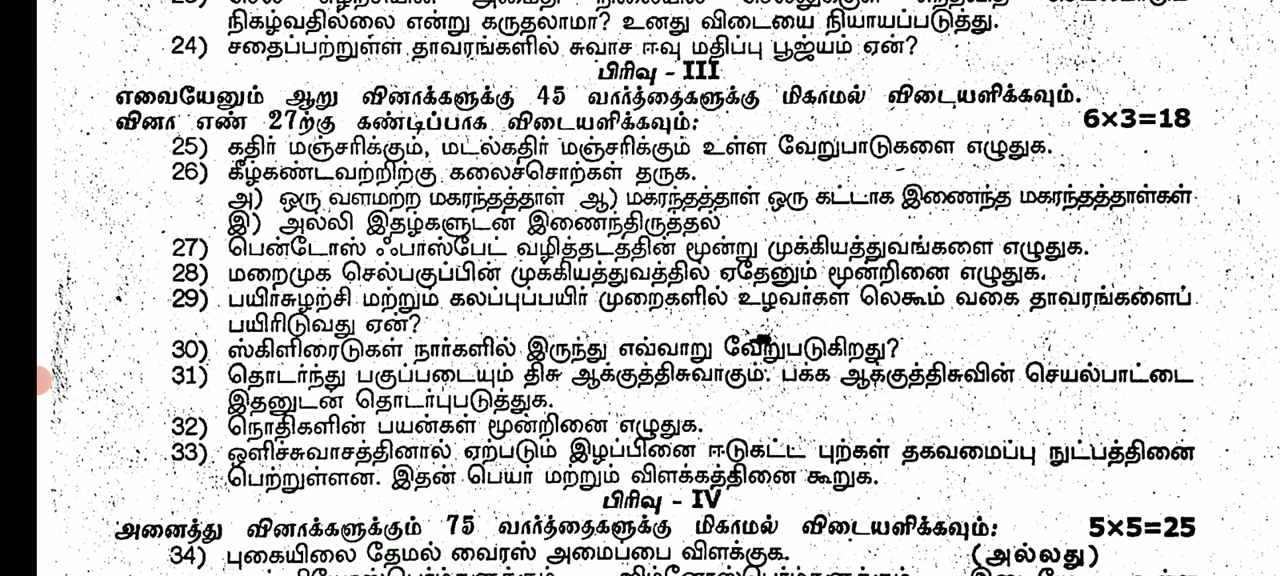 நிகழ்வதில்லை என்று கருதலாமா? உனது விடையை நியாயப்படுத்து.
24) சதைப்பற்றுள்ள தாவரங்களில் சுவாச ஈவு மதிப்பு பூஜ்யம் ஏன்?
பிரிவு - III
எவையேனும் ஆறு வினாக்களுக்கு 45 வார்த்தைகளுக்கு மிகாமல் விடையளிக்கவும்.
வினா எண் 27ற்கு கண்டிப்பாக விடையளிக்கவும்: 6×3=18
25) கதிர் மஞ்சரிக்கும், மடல்கதிர் மஞ்சரிக்கும் உள்ள வேறுபாடுகளை எழுதுக.
26) கீழ்கண்டவற்றிற்கு கலைச்சொற்கள் தருக.
அ) ஒரு வளமற்ற மகரந்தத்தாள் ஆ) மகரந்தத்தாள் ஒரு கட்டாக இணைந்த மகரந்தத்தாள்கள்
இ) அல்லி இதழ்களுடன் இணைந்திருத்தல்
27) பென்டோஸ் ஃபாஸ்பேட் வழித்தடத்தின் மூன்று முக்கியத்துவங்களை எழுதுக.
28) மறைமுக செல்பகுப்பின் முக்கியத்துவத்தில் ஏதேனும் மூன்றினை எழுதுக.
29) பயிர்சுழற்சி மற்றும் கலப்புப்பயிர் முறைகளில் உழவர்கள் லெகூம் வகை தாவரங்களைப்
பயிரிடுவது ஏன்?
30) ஸ்கிளிரைடுகள் நார்களில் இருந்து எவ்வாறு வேறுபடுகிறது?
31) தொடர்ந்து பகுப்படையும் திசு ஆக்குத்திசுவாகும். பக்க ஆக்குத்திசுவின் செயல்பாட்டை
இதனுடன் தொடர்புபடுத்துக.
32) நொதிகளின் பயன்கள் மூன்றினை எழுதுக.
33) ஒளிச்சுவாசத்தினால் ஏற்படும் இழப்பினை ஈடுகட்ட புற்கள் தகவமைப்பு நுட்பத்தினை
பெற்றுள்ளன. இதன் பெயர் மற்றும் விளக்கத்தினை கூறுக.
பிரிவு - IV
அனைத்து வினாக்களுக்கும் 75 வார்த்தைகளுக்கு மிகாமல் விடையளிக்கவும்: 5×5=25
34) புகையிலை தேமல் வைரஸ் அமைப்பை விளக்குக. (அல்லது)